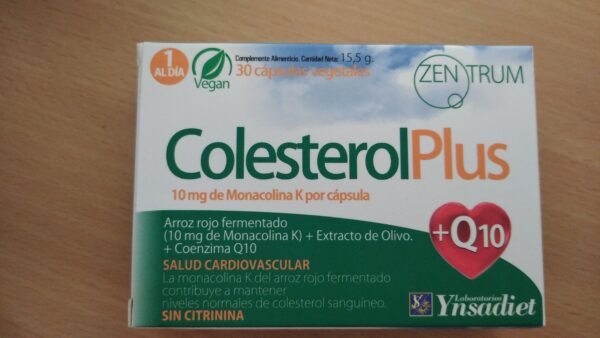 1
AL DÍA
Vegan
Complemento Alimenticio. Cantidad Neta: 15,5 g.
30 cápsulas vegetales
ZENTRUM
ColesterolPlus
10 mg de Monacolina K por cápsula
Arroz rojo fermentado
(10 mg de Monacolina K) + Extracto de Olivo.
+ Coenzima Q10
+Q10
SALUD CARDIOVASCULAR
La monacolina K del arroz rojo fermentado
contribuye a mantener
niveles normales de colesterol sanguíneo.
SIN CITRININA
Laboratorios
Ynsadiet